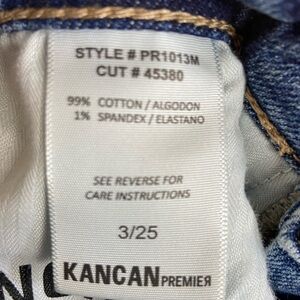 STYLE # PR1013M
CUT # 45380
99% COTTON / ALGODON
1% SPANDEX / ELASTANO
SEE REVERSE FOR
CARE INSTRUCTIONS
3/25
KANCAN PREMIER